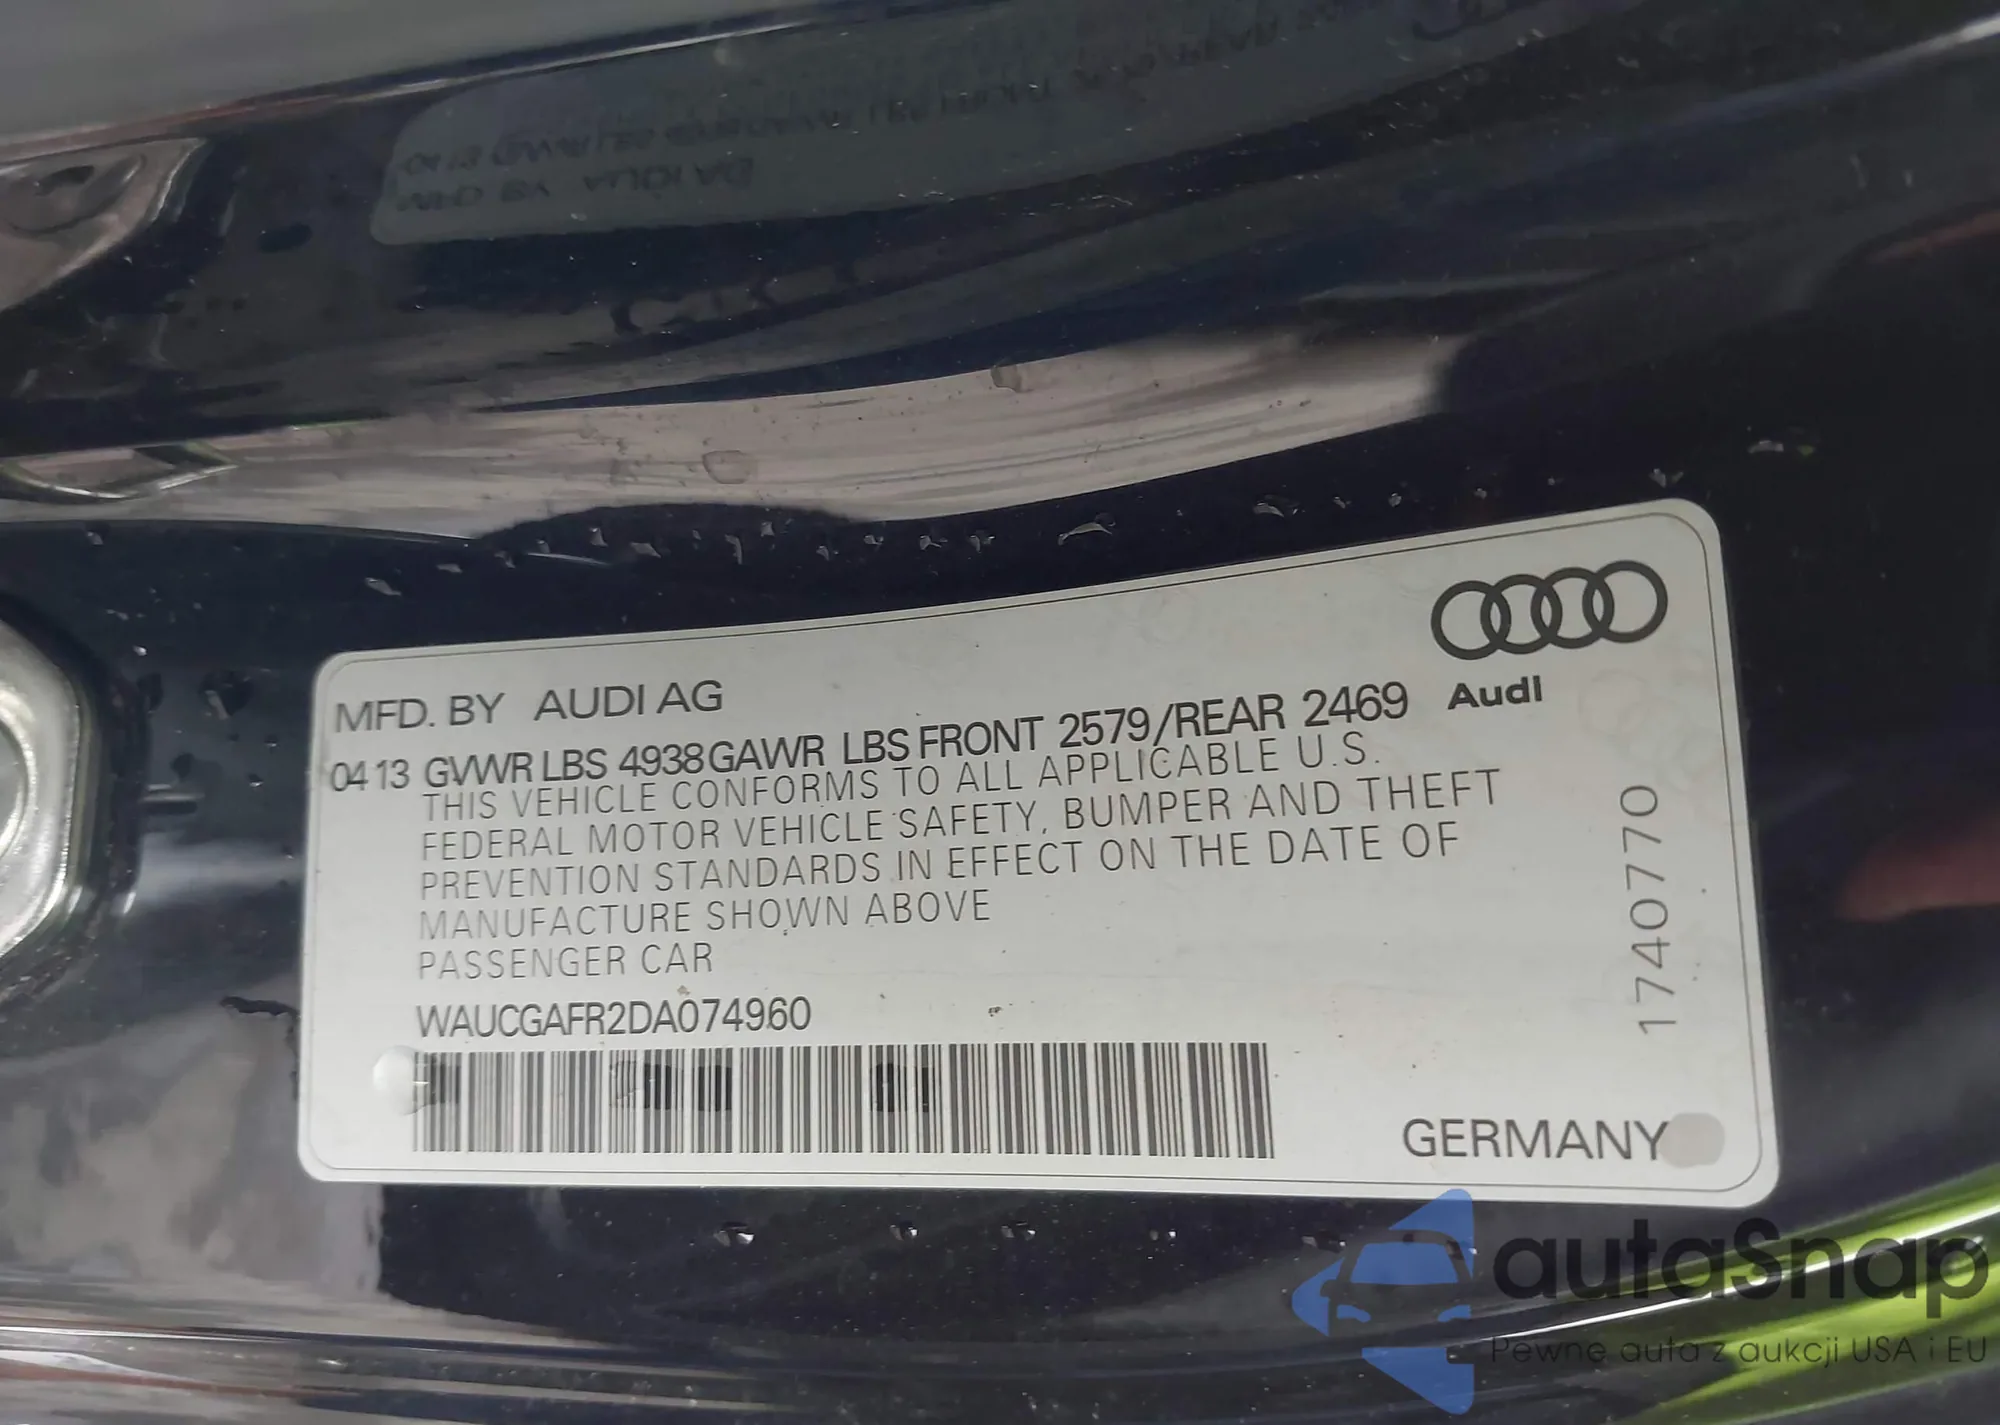 MFD. BY AUDI AG
0413 GVWR LBS 4938 GAWR LBS FRONT 2579/REAR 2469 Audi
THIS VEHICLE CONFORMS TO ALL APPLICABLE U.S.
FEDERAL MOTOR VEHICLE SAFETY, BUMPER AND THEFT
PREVENTION STANDARDS IN EFFECT ON THE DATE OF
MANUFACTURE SHOWN ABOVE
PASSENGER CAR
WAUCGAFR2DA074960
1740770
GERMANY
autaSnap
Pewne auta z aukcji USA i EU